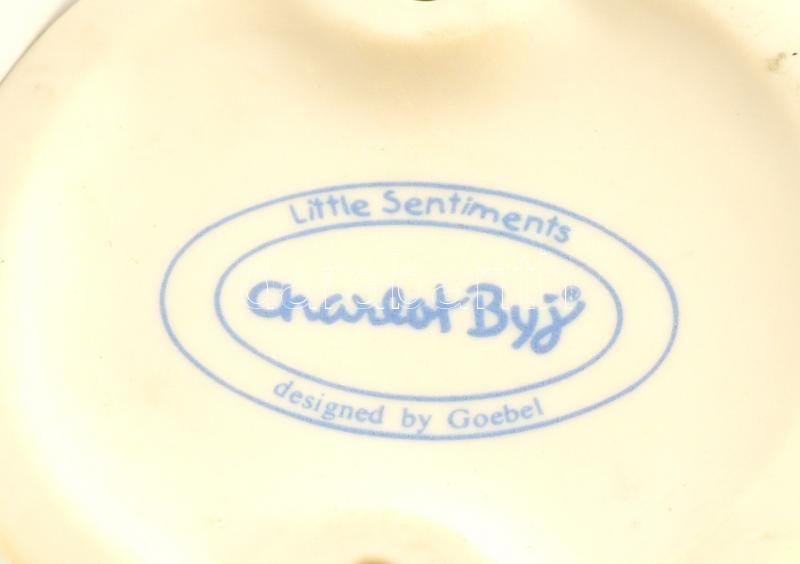 Little Sentiments
Charlot Byj®
designed by Goebel